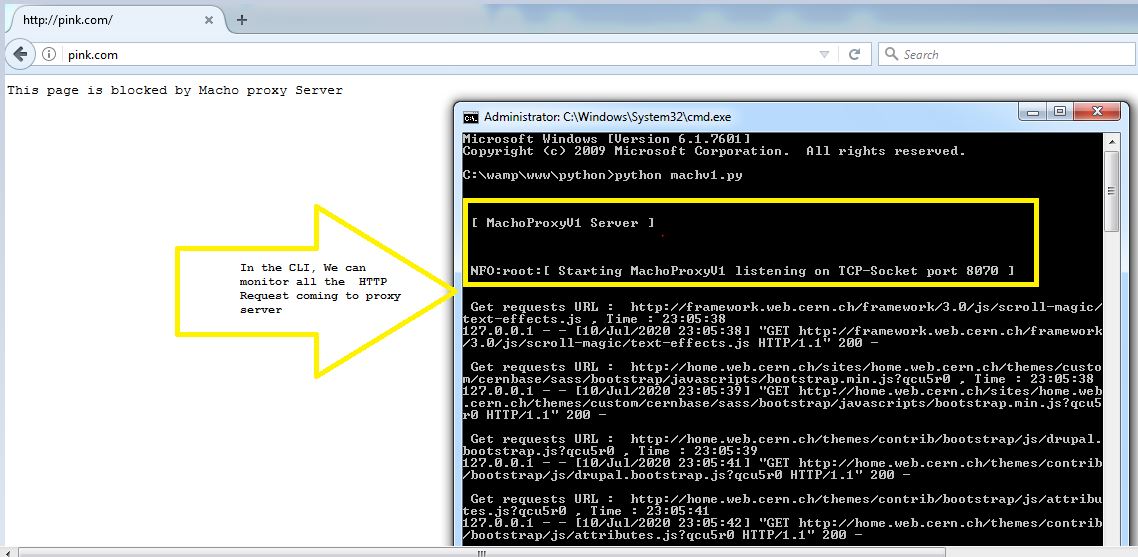 http://pink.com/
pink.com
Search
This page is blocked by Macho proxy Server
Administrator: C:\Windows\System32\cmd.exe
Microsoft Windows [Version 6.1.7601]
Copyright (c) 2009 Microsoft Corporation.  All rights reserved.
C:\wamp\www\python>python machv1.py
[ MachoProxyV1 Server ]
NFO:root:[ Starting MachoProxyV1 listening on TCP-Socket port 8070 ]
In the CLI, We can
monitor all the  HTTP
Request coming to proxy
server
Get requests URL :  http://framework.web.cern.ch/framework/3.0/js/scroll-magic/
text-effects.js , Time : 23:05:38
127.0.0.1 - - [10/Jul/2020 23:05:38] "GET http://framework.web.cern.ch/framework
/3.0/js/scroll-magic/text-effects.js HTTP/1.1" 200 -
Get requests URL :  http://home.web.cern.ch/sites/home.web.cern.ch/themes/custo
m/cernbase/sass/bootstrap/javascripts/bootstrap.min.js?qcu5r0 , Time : 23:05:38
127.0.0.1 - - [10/Jul/2020 23:05:39] "GET http://home.web.cern.ch/sites/home.web
.cern.ch/themes/custom/cernbase/sass/bootstrap/javascripts/bootstrap.min.js?qcu5
r0 HTTP/1.1" 200 -
Get requests URL :  http://home.web.cern.ch/themes/contrib/bootstrap/js/drupal.
bootstrap.js?qcu5r0 , Time : 23:05:39
127.0.0.1 - - [10/Jul/2020 23:05:41] "GET http://home.web.cern.ch/themes/contrib
/bootstrap/js/drupal.bootstrap.js?qcu5r0 HTTP/1.1" 200 -
Get requests URL :  http://home.web.cern.ch/themes/contrib/bootstrap/js/attribu
tes.js?qcu5r0 , Time : 23:05:41
127.0.0.1 - - [10/Jul/2020 23:05:42] "GET http://home.web.cern.ch/themes/contrib
/bootstrap/js/attributes.js?qcu5r0 HTTP/1.1" 200 -